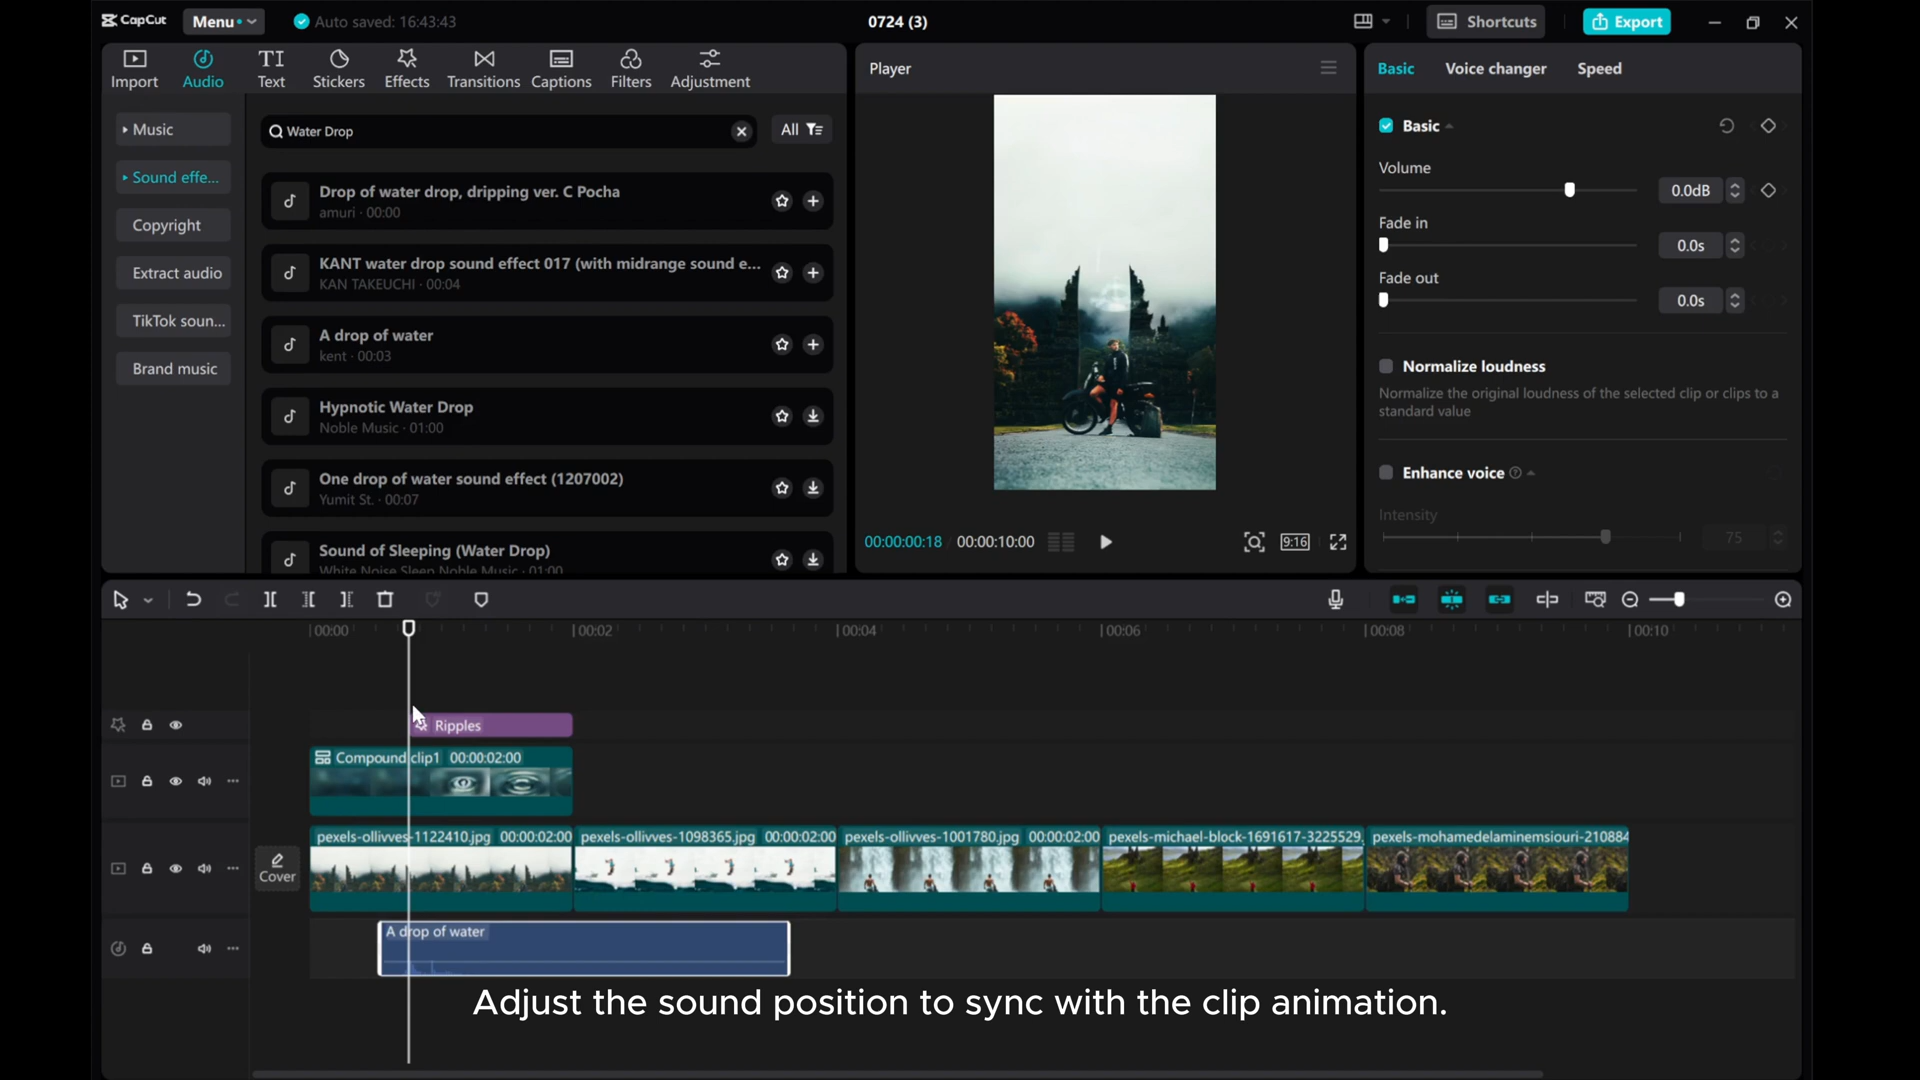 CapCut
Menu
Auto saved: 16:43:43
0724 (3)
Shortcuts
Export
Import
Audio
Text
Stickers
Effects
Transitions
Captions
Filters
Adjustment
Music
Sound effe...
Copyright
Extract audio
TikTok soun...
Brand music
Water Drop
All
Drop of water drop, dripping ver. C Pocha
amuri · 00:00
KANT water drop sound effect 017 (with midrange sound e...
KAN TAKEUCHI · 00:04
A drop of water
kent · 00:03
Hypnotic Water Drop
Noble Music · 01:00
One drop of water sound effect (1207002)
Yumit St. · 00:07
Sound of Sleeping (Water Drop)
White Noise Sleep Noble Music · 01:00
Player
00:00:00:18
00:00:10:00
9:16
Basic
Voice changer
Speed
Basic
Volume
0.0dB
Fade in
0.0s
Fade out
0.0s
Normalize loudness
Normalize the original loudness of the selected clip or clips to a
standard value
Enhance voice
Intensity
75
00:00
00:02
00:04
00:06
00:08
00:10
Ripples
Compound clip1 00:00:02:00
Cover
pexels-ollivves-1122410.jpg 00:00:02:00
pexels-ollivves-1098365.jpg 00:00:02:00
pexels-ollivves-1001780.jpg 00:00:02:00
pexels-michael-block-1691617-3225529.
pexels-mohamedelaminemsiouri-210884
A drop of water
Adjust the sound position to sync with the clip animation.